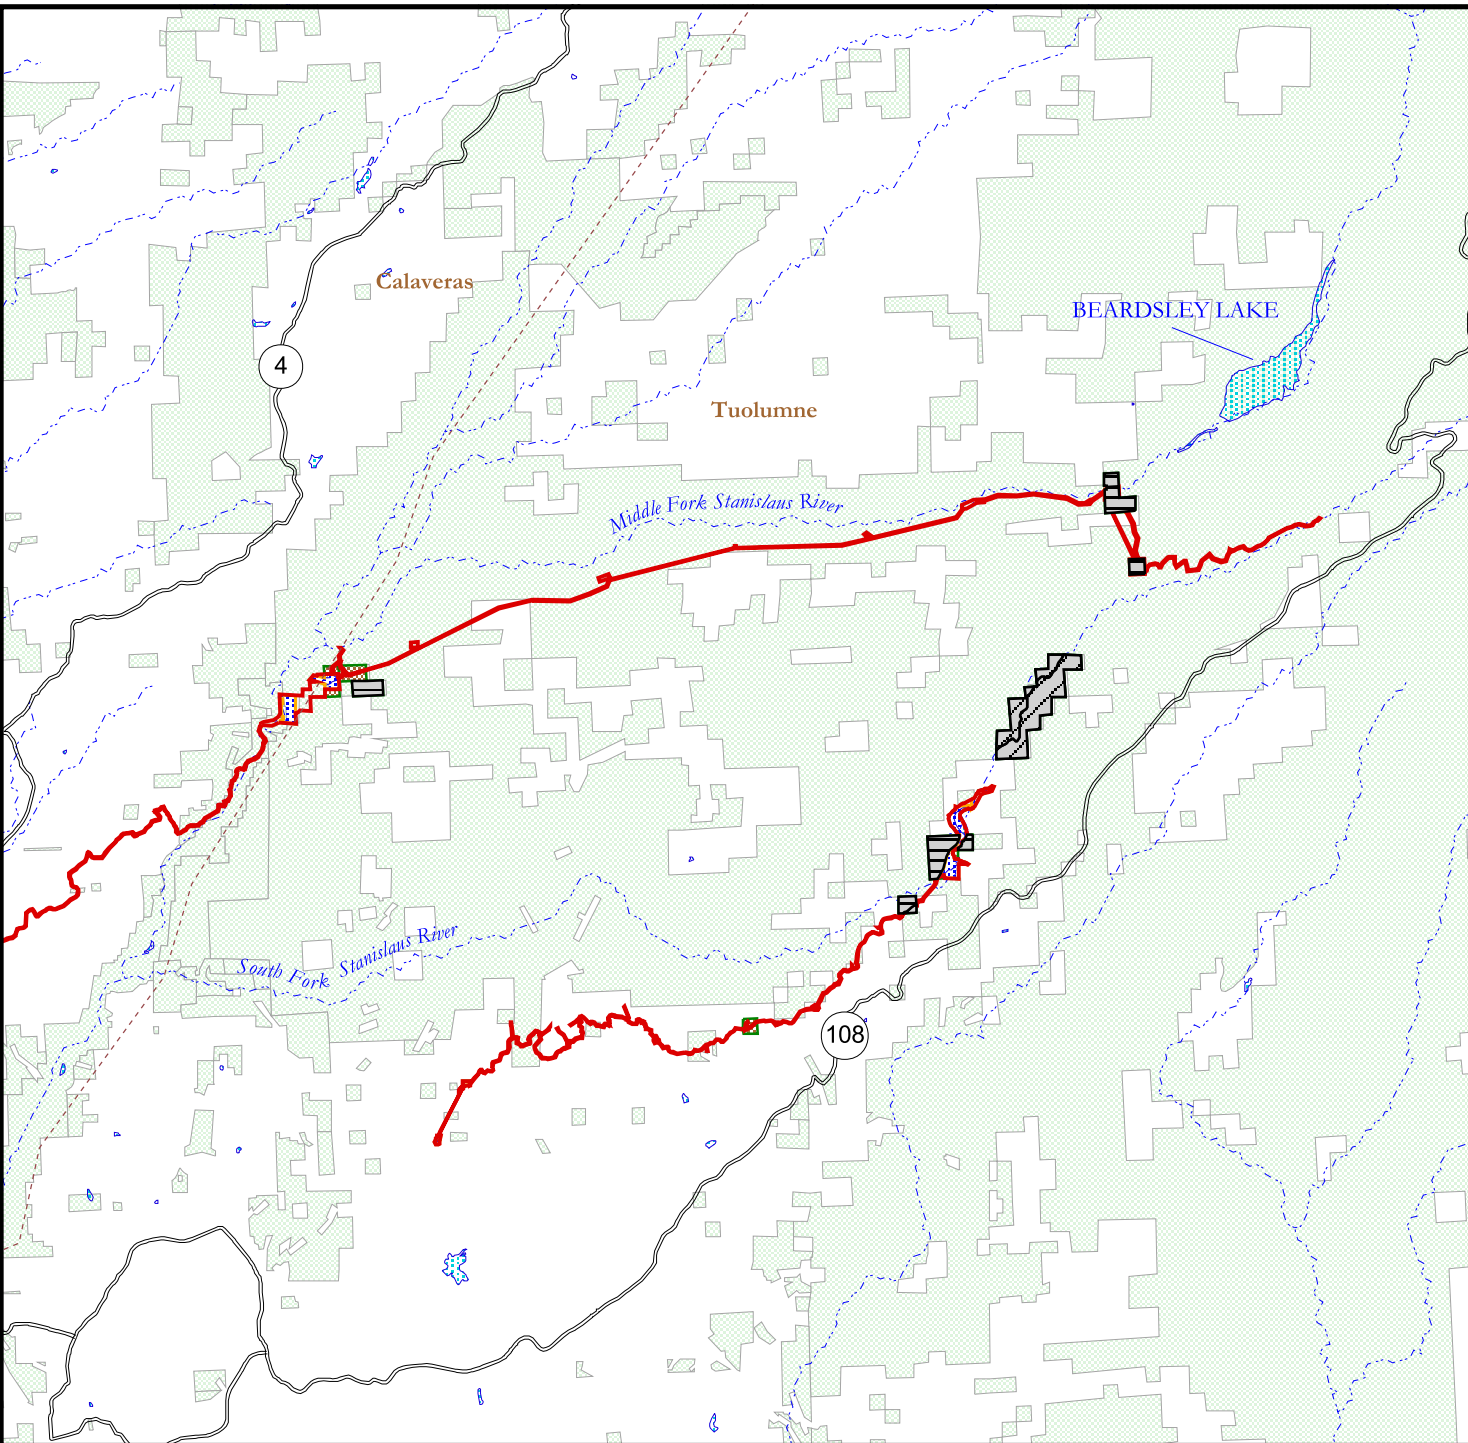 Calaveras
BEARDSLEY LAKE
4
Tuolumne
Middle Fork Stanislaus River
South Fork Stanislaus River
108